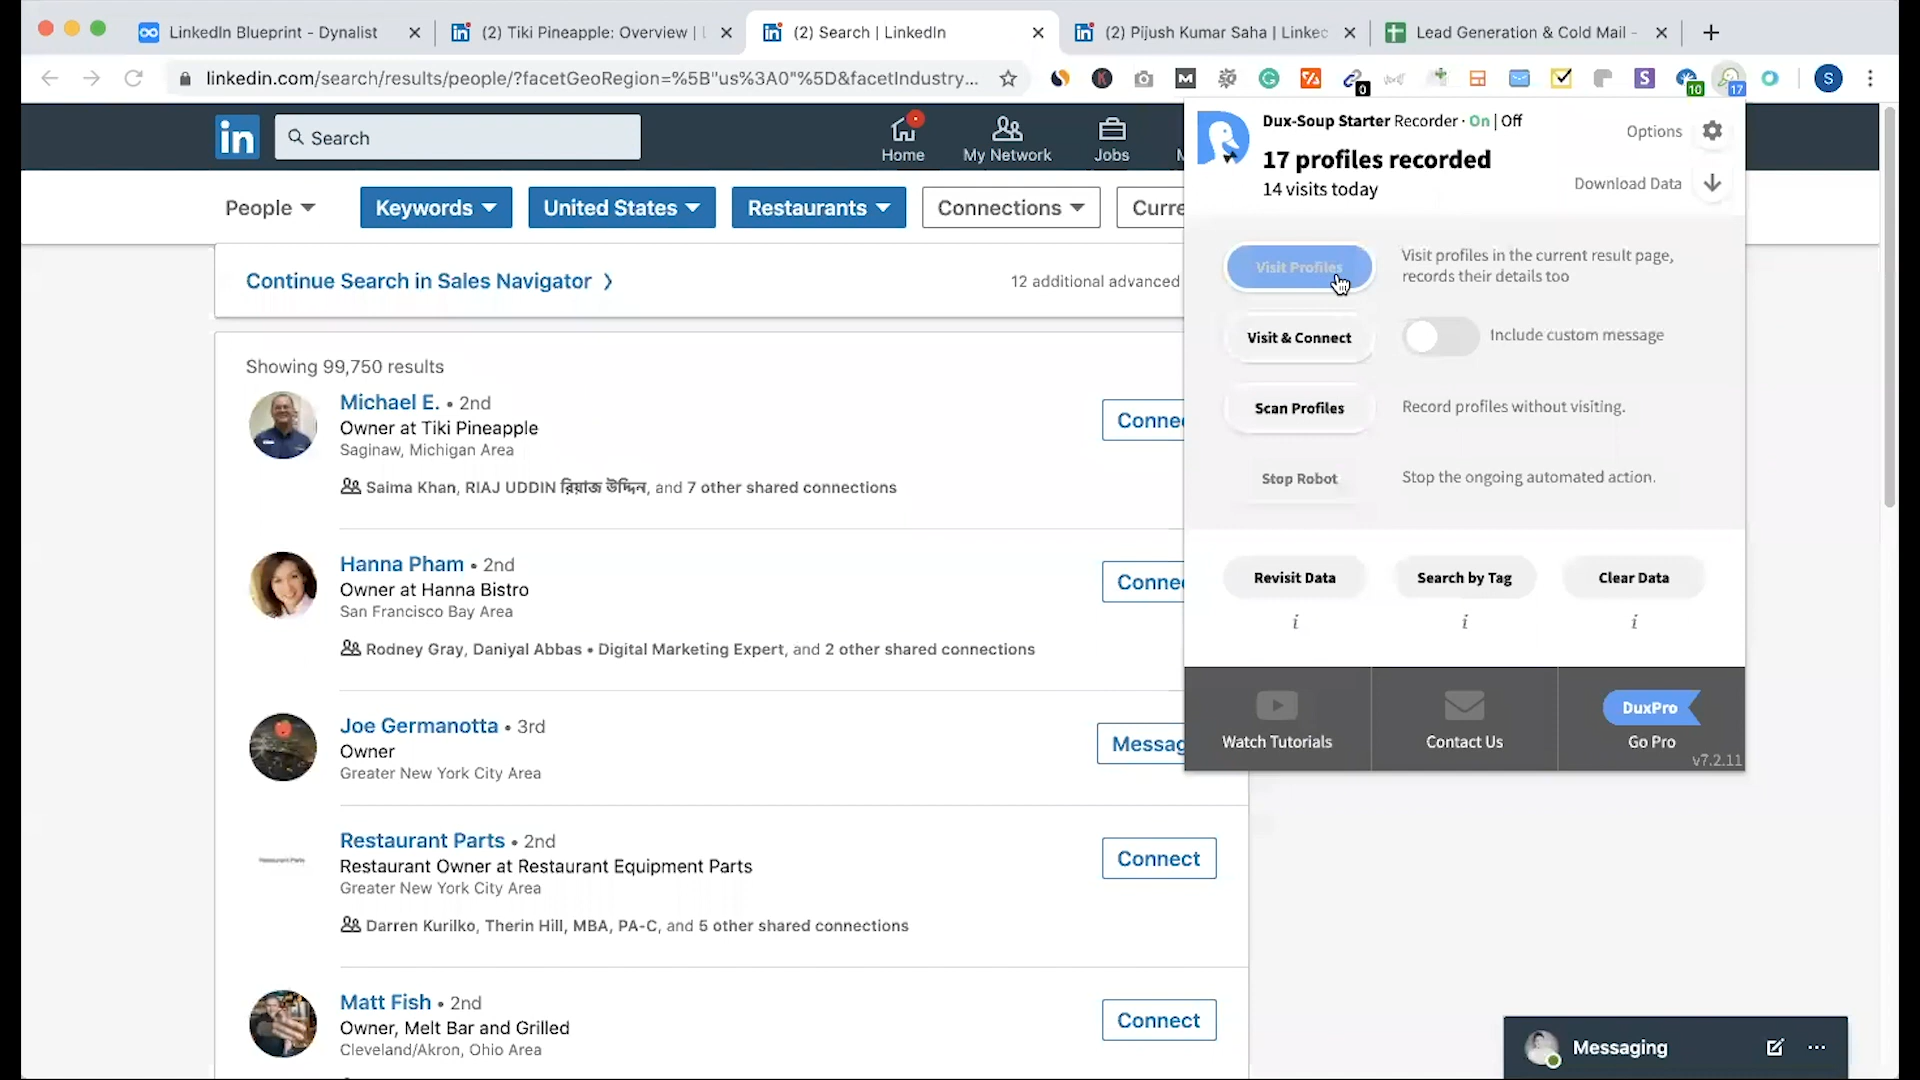 LinkedIn Blueprint - Dynalist
(2) Tiki Pineapple: Overview | L
(2) Search | LinkedIn
(2) Pijush Kumar Saha | Linkec
Lead Generation & Cold Mail -
linkedin.com/search/results/people/?facetGeoRegion=%5B"us%3A0"%5D&facetIndustry...
0
10
17
S
in
Search
Home
My Network
Jobs
M
People
Keywords
United States
Restaurants
Connections
Curre
Continue Search in Sales Navigator
12 additional advanced
Showing 99,750 results
Michael E. • 2nd
Owner at Tiki Pineapple
Saginaw, Michigan Area
Saima Khan, RIAJ UDDIN রিয়াজ উদ্দিন, and 7 other shared connections
Connec
Hanna Pham • 2nd
Owner at Hanna Bistro
San Francisco Bay Area
Rodney Gray, Daniyal Abbas • Digital Marketing Expert, and 2 other shared connections
Connec
Joe Germanotta • 3rd
Owner
Greater New York City Area
Messag
Restaurant Parts • 2nd
Restaurant Owner at Restaurant Equipment Parts
Greater New York City Area
Darren Kurilko, Therin Hill, MBA, PA-C, and 5 other shared connections
Connect
Matt Fish • 2nd
Owner, Melt Bar and Grilled
Cleveland/Akron, Ohio Area
Connect
Dux-Soup Starter Recorder · On | Off
17 profiles recorded
14 visits today
Options
Download Data
Visit Profiles
Visit profiles in the current result page,
records their details too
Visit & Connect
Include custom message
Scan Profiles
Record profiles without visiting.
Stop Robot
Stop the ongoing automated action.
Revisit Data
Search by Tag
Clear Data
i
i
i
Watch Tutorials
Contact Us
DuxPro
Go Pro
v7.2.11
Messaging